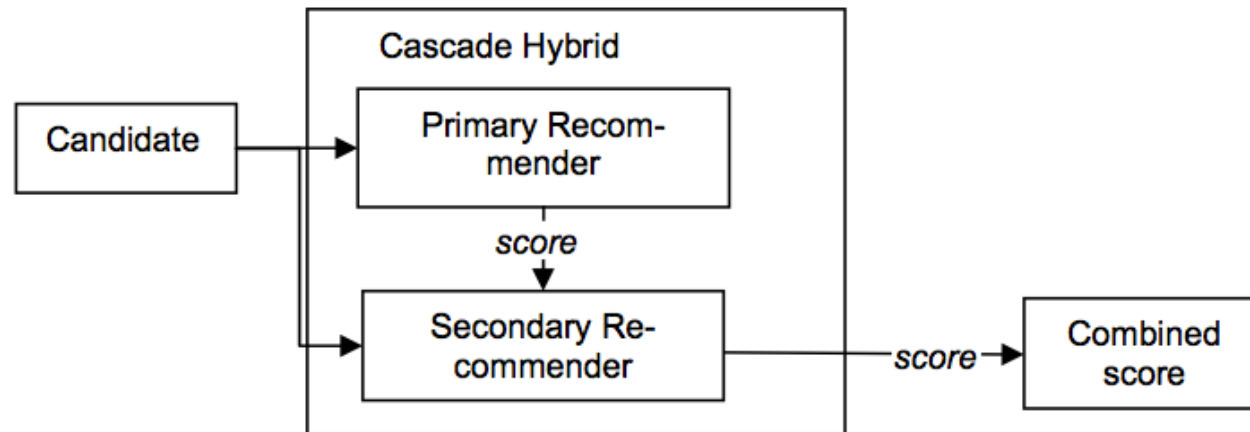 Cascade Hybrid
Candidate
Primary Recom-
mender
score
Secondary Re-
commender
score
Combined
score